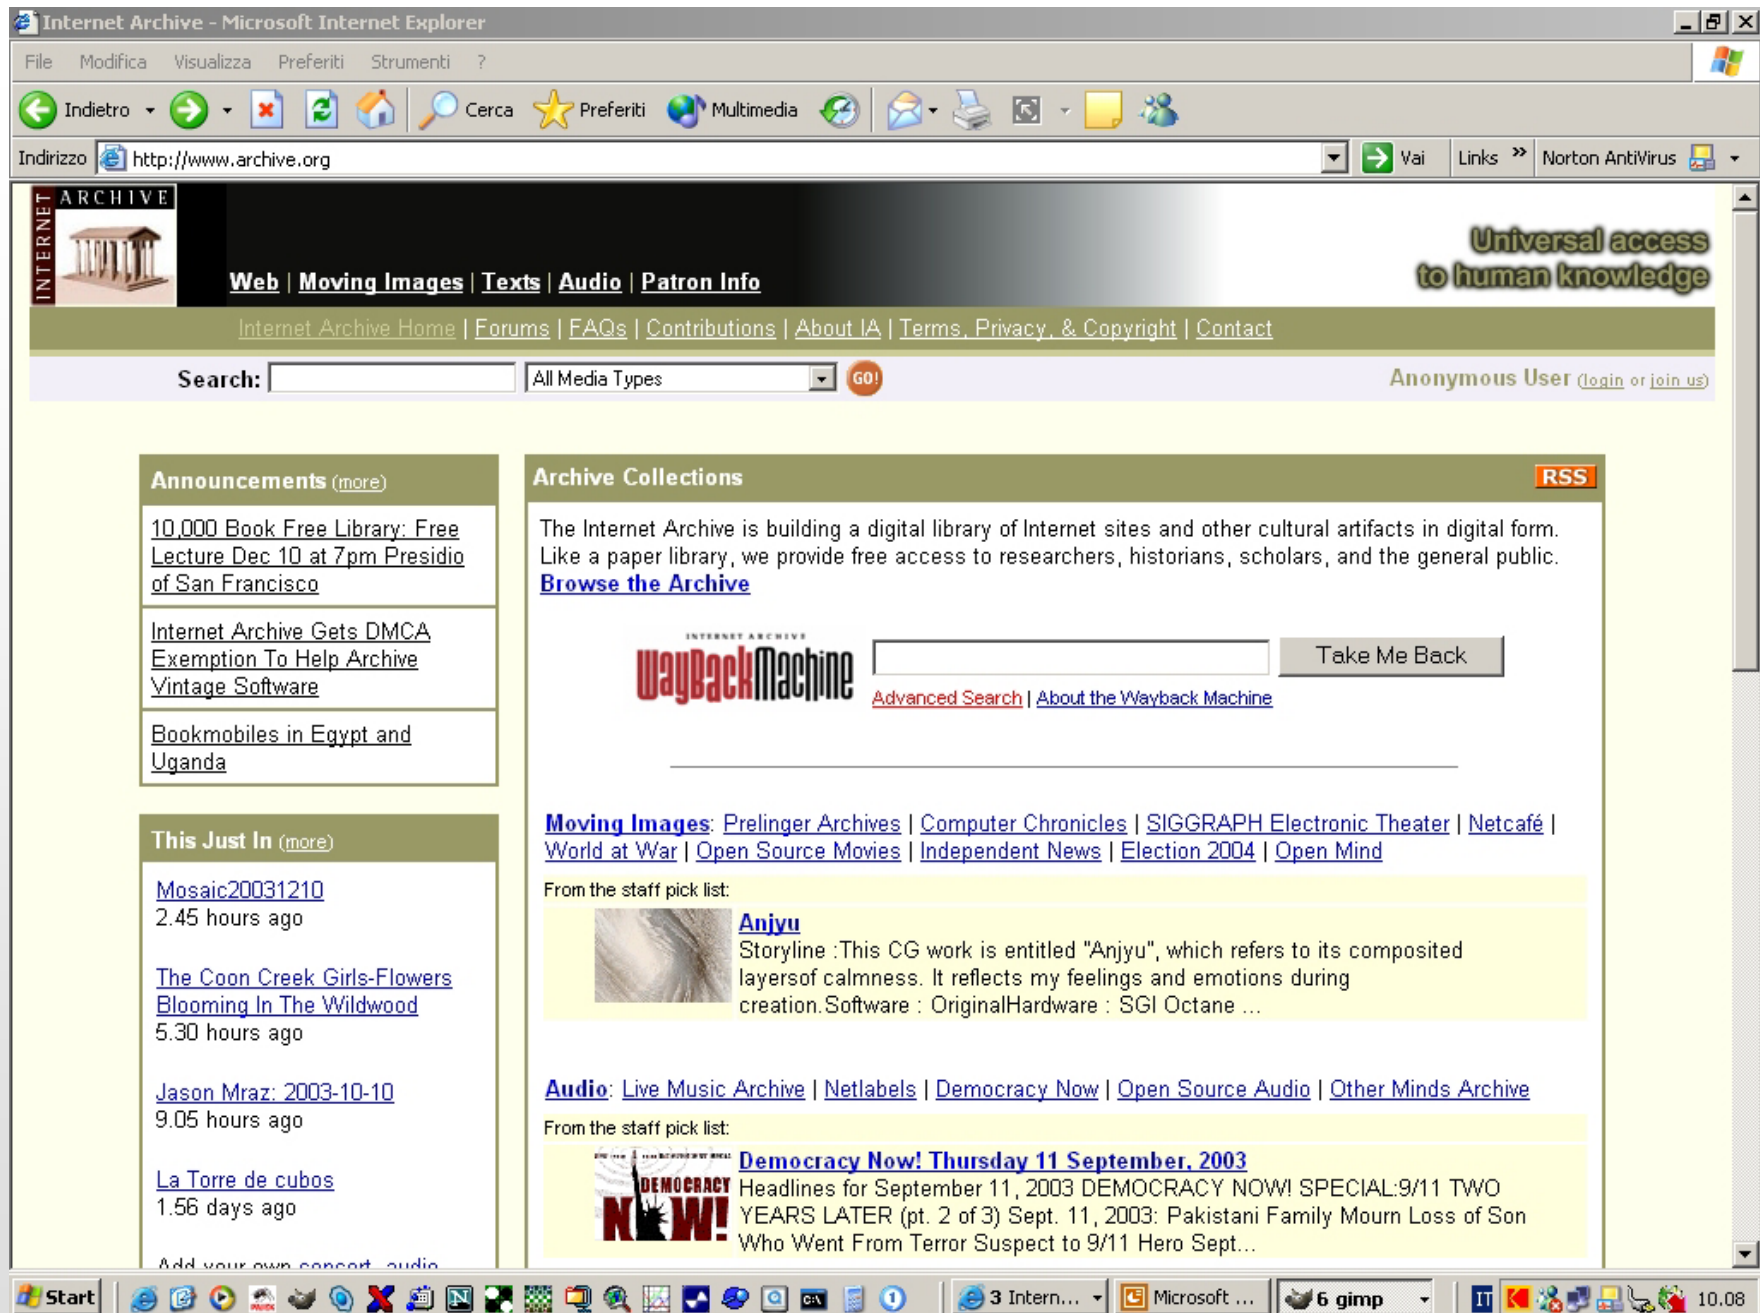 Internet Archive - Microsoft Internet Explorer
File Modifica Visualizza Preferiti Strumenti ?
Indietro Cerca Preferiti Multimedia
Indirizzo http://www.archive.org Vai Links » Norton AntiVirus
INTERNET ARCHIVE
Universal access
to human knowledge
Web | Moving Images | Texts | Audio | Patron Info
Internet Archive Home | Forums | FAQs | Contributions | About IA | Terms, Privacy, & Copyright | Contact
Search: All Media Types GO! Anonymous User (login or join us)
Announcements (more)
10,000 Book Free Library: Free
Lecture Dec 10 at 7pm Presidio
of San Francisco
Internet Archive Gets DMCA
Exemption To Help Archive
Vintage Software
Bookmobiles in Egypt and
Uganda
This Just In (more)
Mosaic20031210
2.45 hours ago
The Coon Creek Girls-Flowers
Blooming In The Wildwood
5.30 hours ago
Jason Mraz: 2003-10-10
9.05 hours ago
La Torre de cubos
1.56 days ago
Add your own concert, audio
Archive Collections RSS
The Internet Archive is building a digital library of Internet sites and other cultural artifacts in digital form.
Like a paper library, we provide free access to researchers, historians, scholars, and the general public.
Browse the Archive
INTERNET ARCHIVE
WayBackMachine Take Me Back
Advanced Search | About the Wayback Machine
Moving Images: Prelinger Archives | Computer Chronicles | SIGGRAPH Electronic Theater | Netcafé |
World at War | Open Source Movies | Independent News | Election 2004 | Open Mind
From the staff pick list:
Anjyu
Storyline :This CG work is entitled "Anjyu", which refers to its composited
layersof calmness. It reflects my feelings and emotions during
creation.Software : OriginalHardware : SGI Octane ...
Audio: Live Music Archive | Netlabels | Democracy Now | Open Source Audio | Other Minds Archive
From the staff pick list:
DEMOCRACY
NOW!
Democracy Now! Thursday 11 September, 2003
Headlines for September 11, 2003 DEMOCRACY NOW! SPECIAL:9/11 TWO
YEARS LATER (pt. 2 of 3) Sept. 11, 2003: Pakistani Family Mourn Loss of Son
Who Went From Terror Suspect to 9/11 Hero Sept...
Start 3 Intern... Microsoft ... 6 gimp IT 10.08